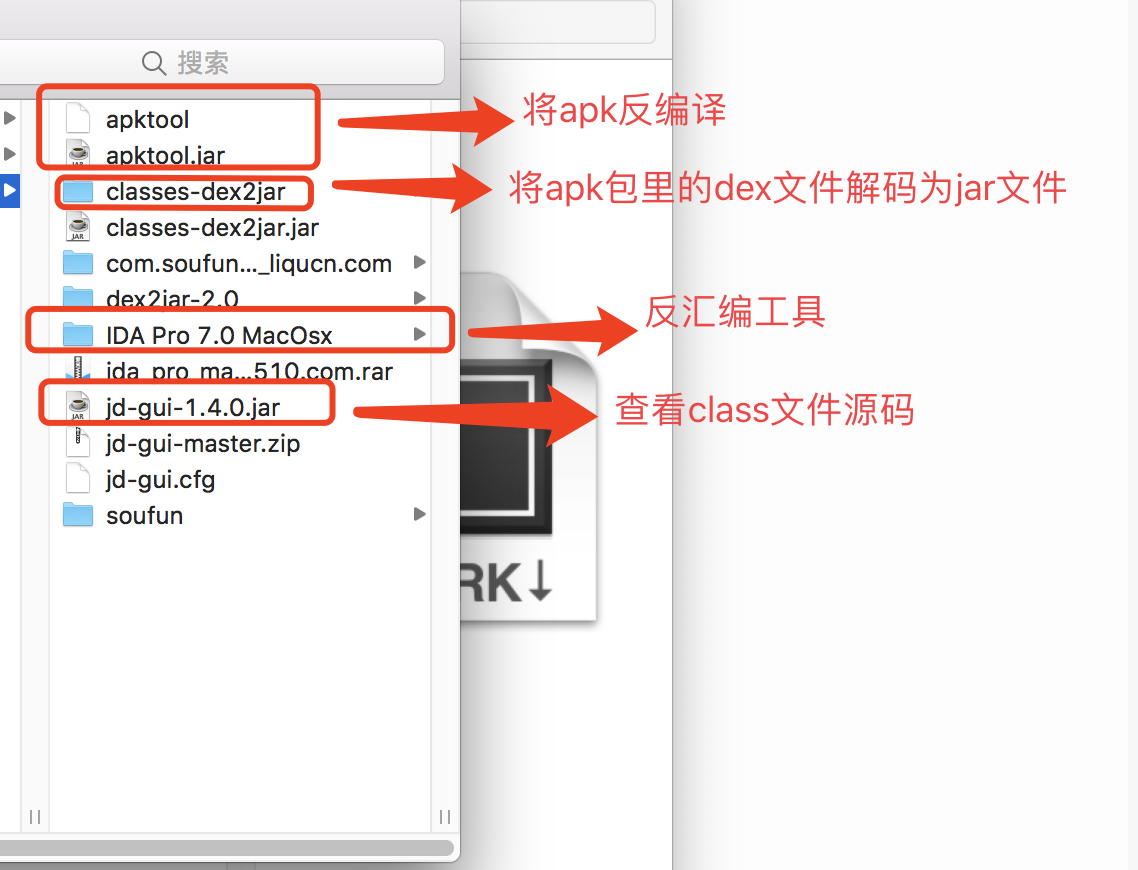 搜索
apktool
将apk反编译
apktool.jar
classes-dex2jar
将apk包里的dex文件解码为jar文件
classes-dex2jar.jar
com.soufun..._liqucn.com
dex2jar-2.0
IDA Pro 7.0 MacOsx
反汇编工具
ida_pro_ma...510.com.rar
jd-gui-1.4.0.jar
查看class文件源码
jd-gui-master.zip
jd-gui.cfg
soufun
RK↓